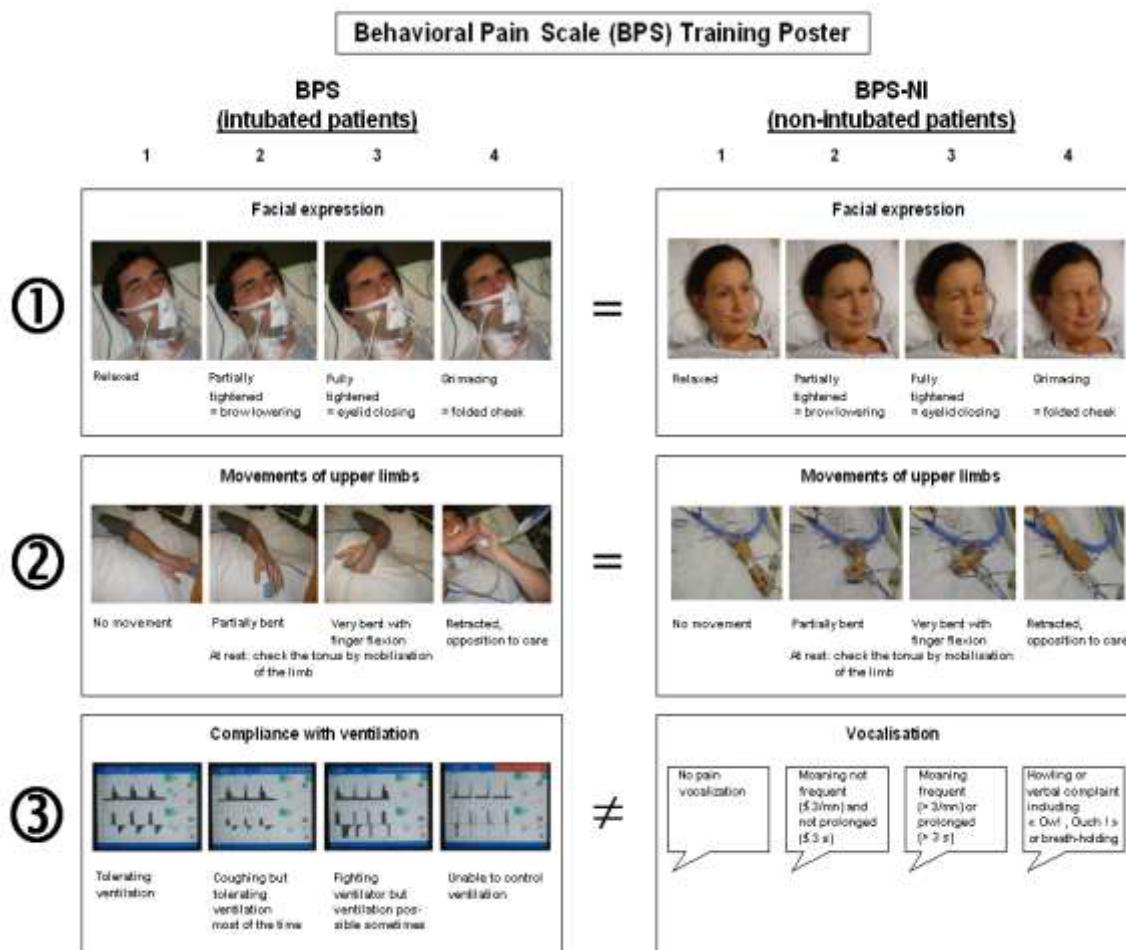 Behavioral Pain Scale (BPS) Training Poster
BPS
(intubated patients)
1 2 3 4
BPS-NI
(non-intubated patients)
1 2 3 4
①
Facial expression
Relaxed
Partially
tightened
= brow lowering
Fully
tightened
= eyelid closing
Grimacing
= folded cheek
=
Facial expression
Relaxed
Partially
tightened
= brow lowering
Fully
tightened
= eyelid closing
Grimacing
= folded cheek
②
Movements of upper limbs
No movement
Partially bent
Very bent with
finger flexion
Retracted,
opposition to care
At rest: check the tonus by mobilisation
of the limb
=
Movements of upper limbs
No movement
Partially bent
Very bent with
finger flexion
Retracted,
opposition to care
At rest: check the tonus by mobilisation
of the limb
③
Compliance with ventilation
Tolerating
ventilation
Coughing but
tolerating
ventilation
most of the time
Fighting
ventilator but
ventilation pos-
sible sometimes
Unable to control
ventilation
≠
Vocalisation
No pain
vocalization
Moaning not
frequent
(≤ 3/mn) and
not prolonged
(≤ 3 s)
Moaning
frequent
(> 3/mn) or
prolonged
(> 3 s)
Howling or
verbal complaint
including
« Ow! , Ouch ! »
or breath-holding